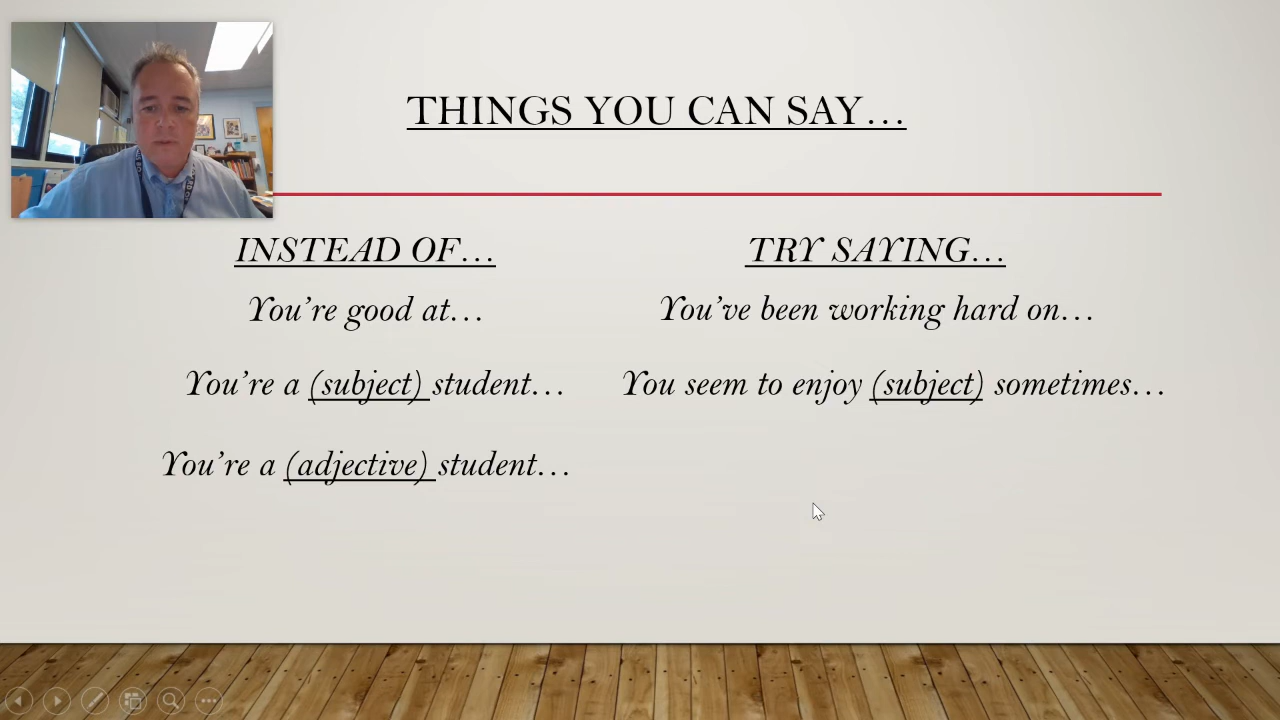 THINGS YOU CAN SAY…
INSTEAD OF…
TRY SAYING…
You're good at…
You've been working hard on…
You're a (subject) student…
You seem to enjoy (subject) sometimes…
You're a (adjective) student…